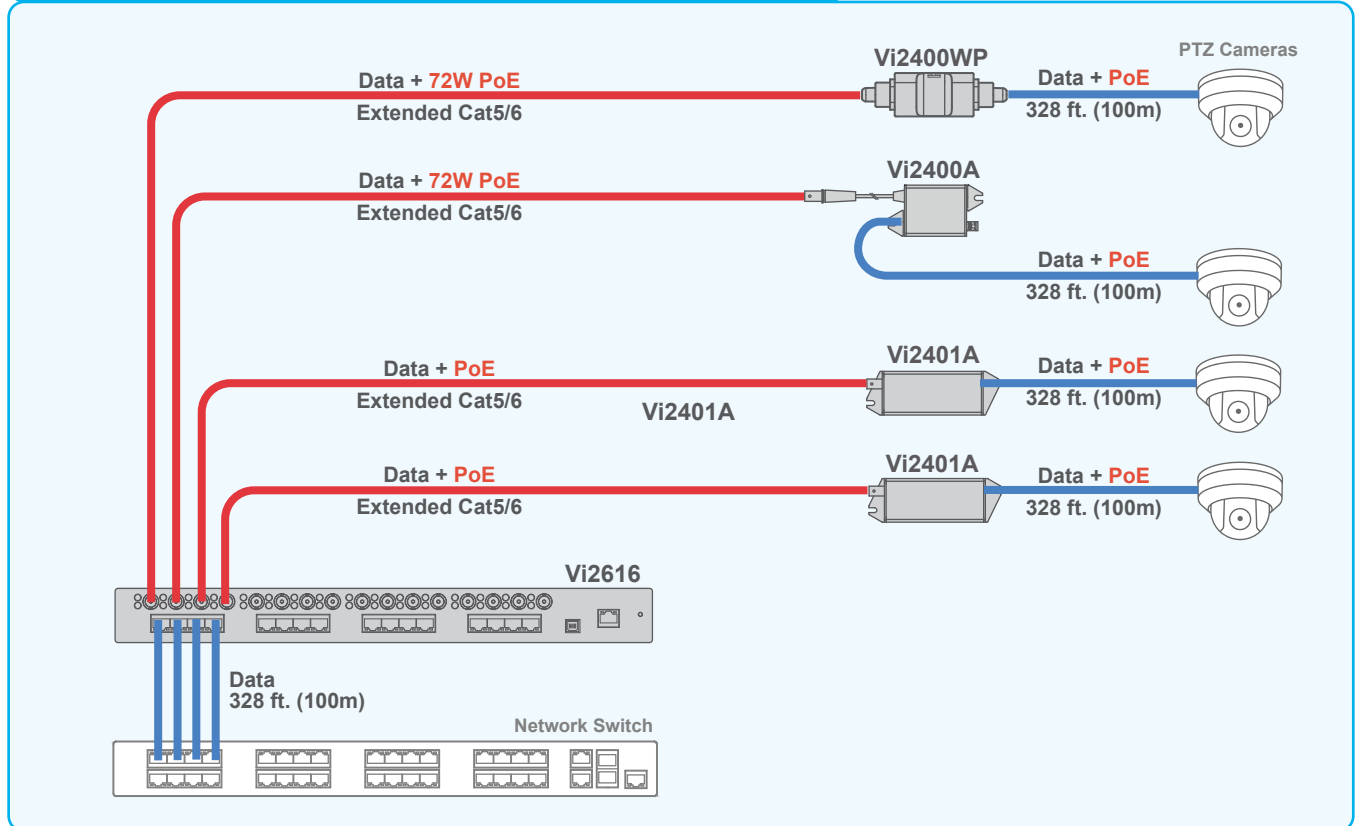 PTZ Cameras
Vi2400WP
Data + 72W PoE
Extended Cat5/6
Data + PoE
328 ft. (100m)
Vi2400A
Data + 72W PoE
Extended Cat5/6
Data + PoE
328 ft. (100m)
Vi2401A
Data + PoE
Extended Cat5/6
Vi2401A
Data + PoE
328 ft. (100m)
Vi2401A
Data + PoE
Extended Cat5/6
Data + PoE
328 ft. (100m)
Vi2616
Data
328 ft. (100m)
Network Switch